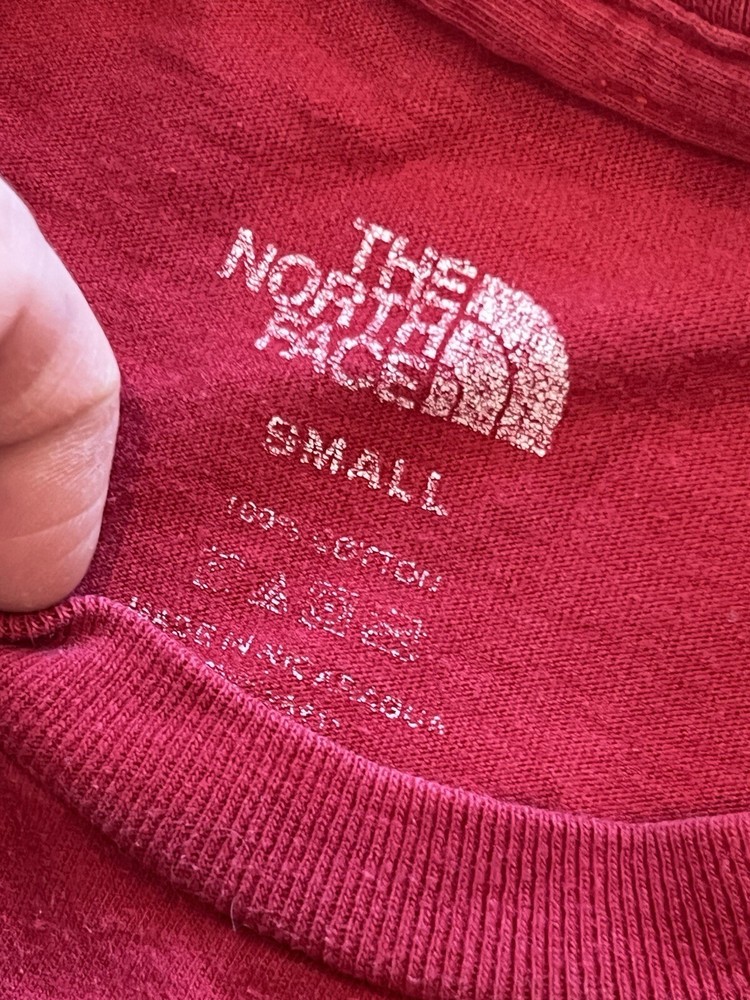 THE
NORTH
FACE
SMALL
100% COTTON
MADE IN NICARAGUA